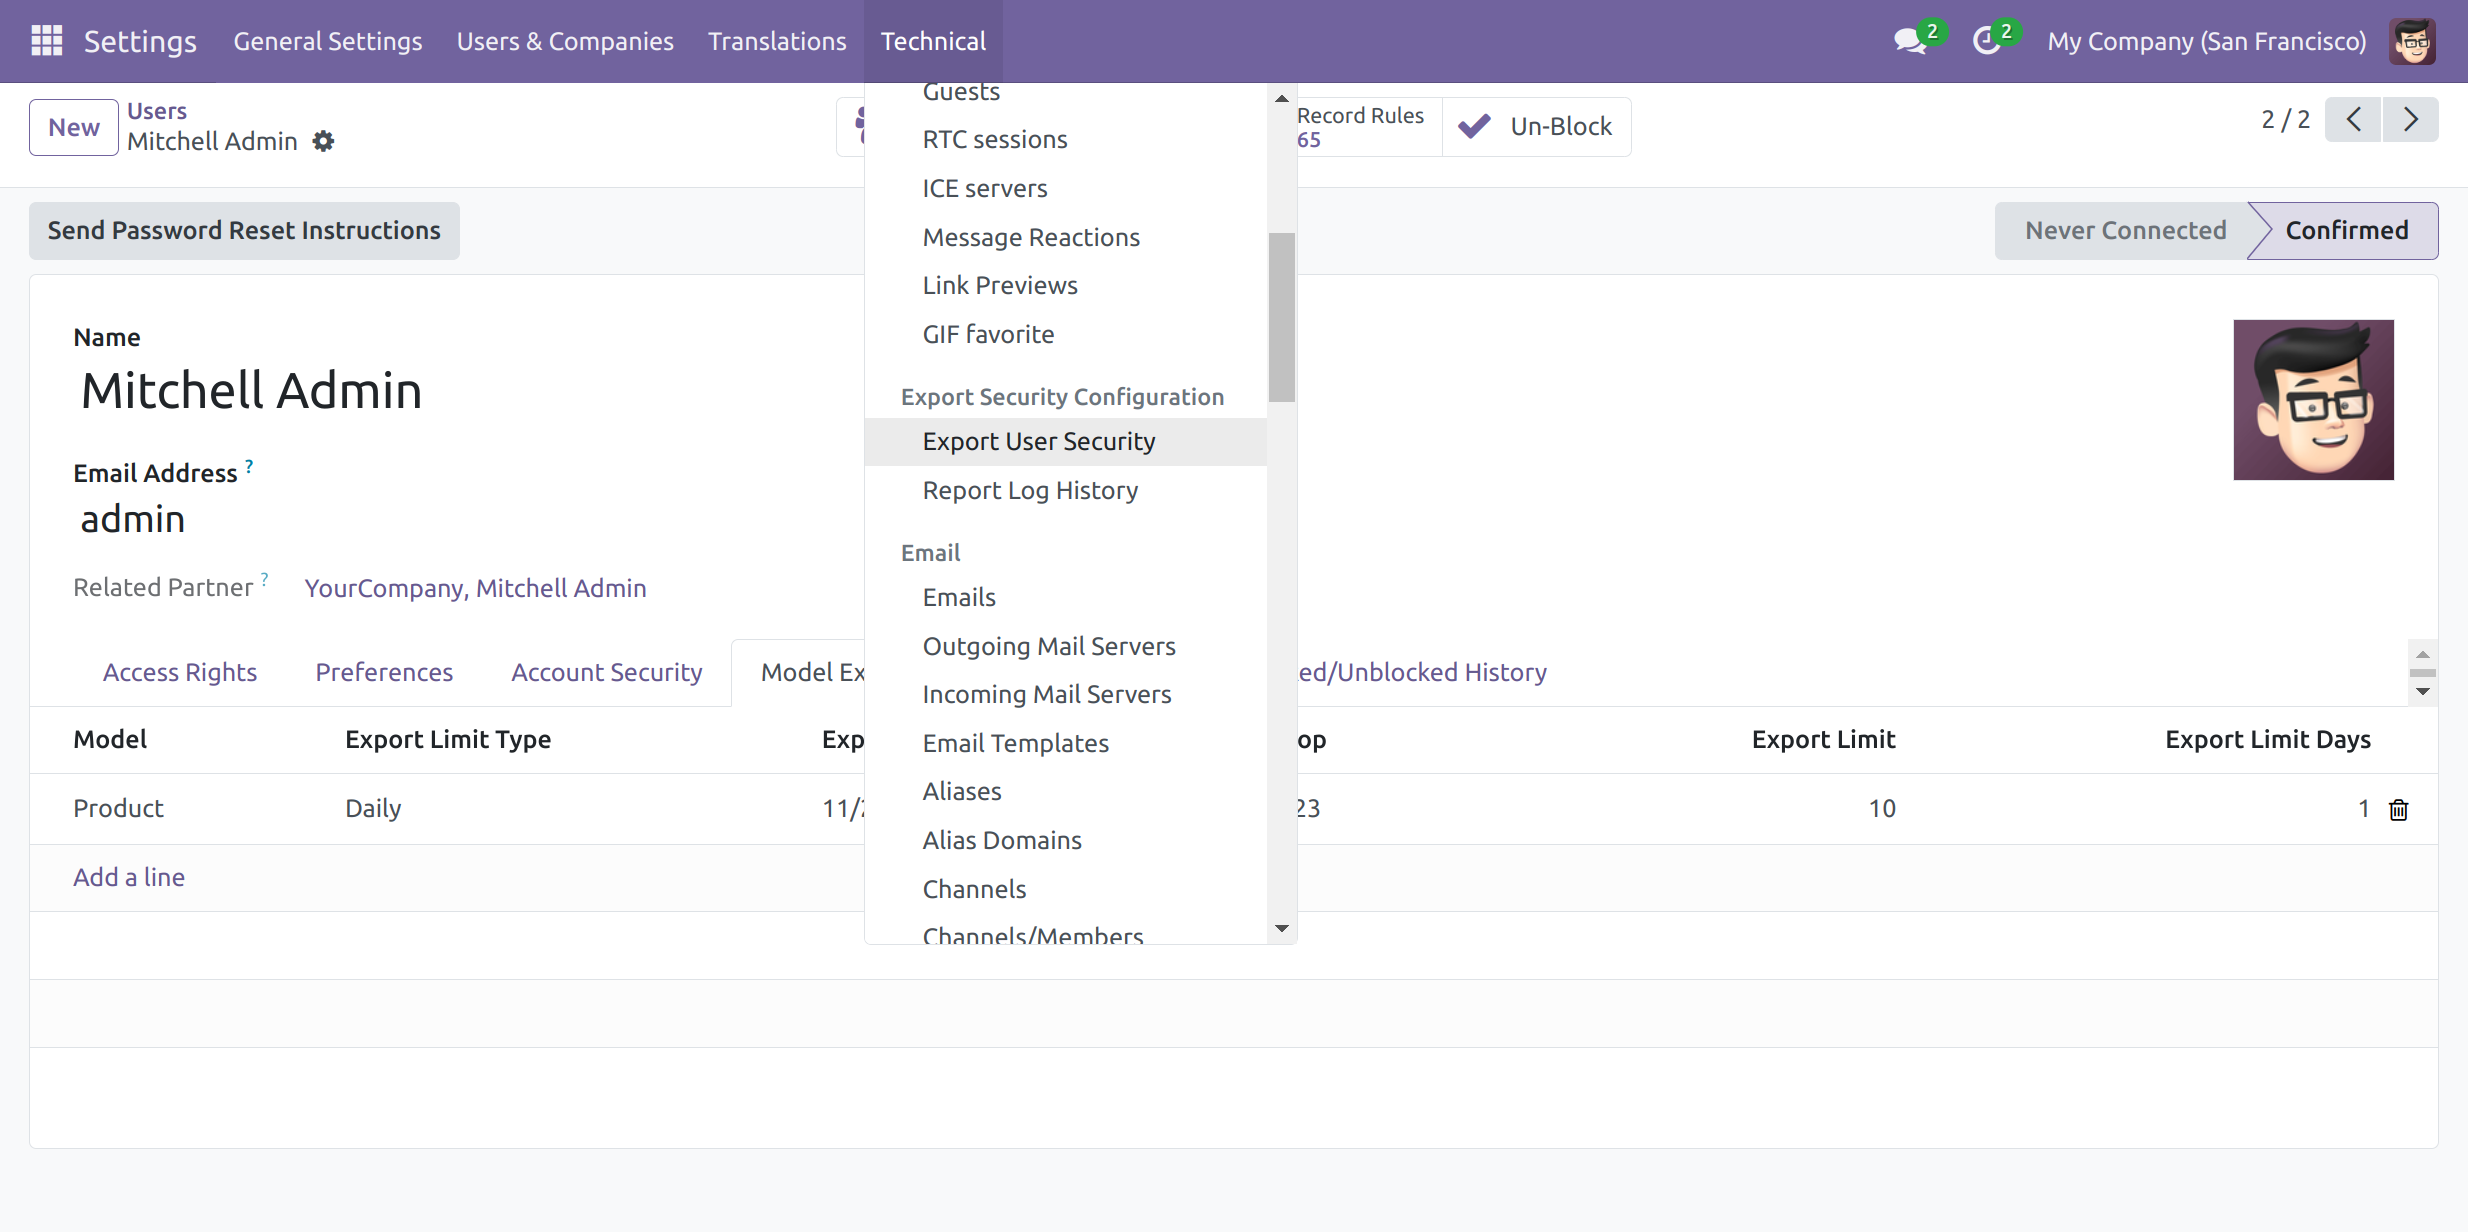 Settings General Settings Users & Companies Translations Technical 2 2 My Company (San Francisco)
New Users
Mitchell Admin
Record Rules
65
Un-Block
2 / 2
Send Password Reset Instructions
Never Connected Confirmed
Guests
RTC sessions
ICE servers
Message Reactions
Link Previews
GIF favorite
Export Security Configuration
Export User Security
Report Log History
Email
Emails
Outgoing Mail Servers
Incoming Mail Servers
Email Templates
Aliases
Alias Domains
Channels
Channels/Members
Name
Mitchell Admin
Email Address ?
admin
Related Partner ? YourCompany, Mitchell Admin
Access Rights Preferences Account Security Model Ex ed/Unblocked History
Model Export Limit Type Exp op Export Limit Export Limit Days
Product Daily 11/ 23 10 1
Add a line